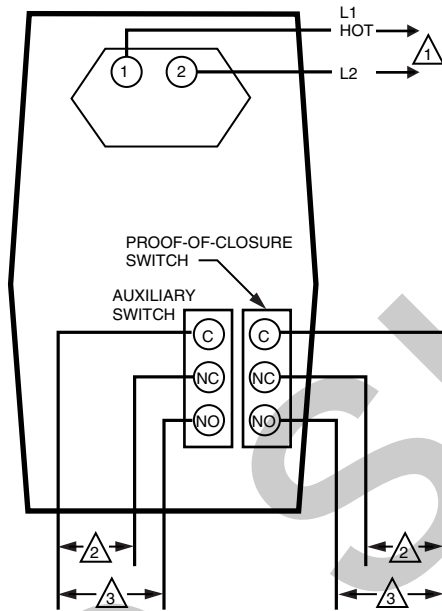 L1
HOT
1
1
2
L2
PROOF-OF-CLOSURE
SWITCH
AUXILIARY
SWITCH
C
C
NC
NC
NO
NO
2
2
3
3